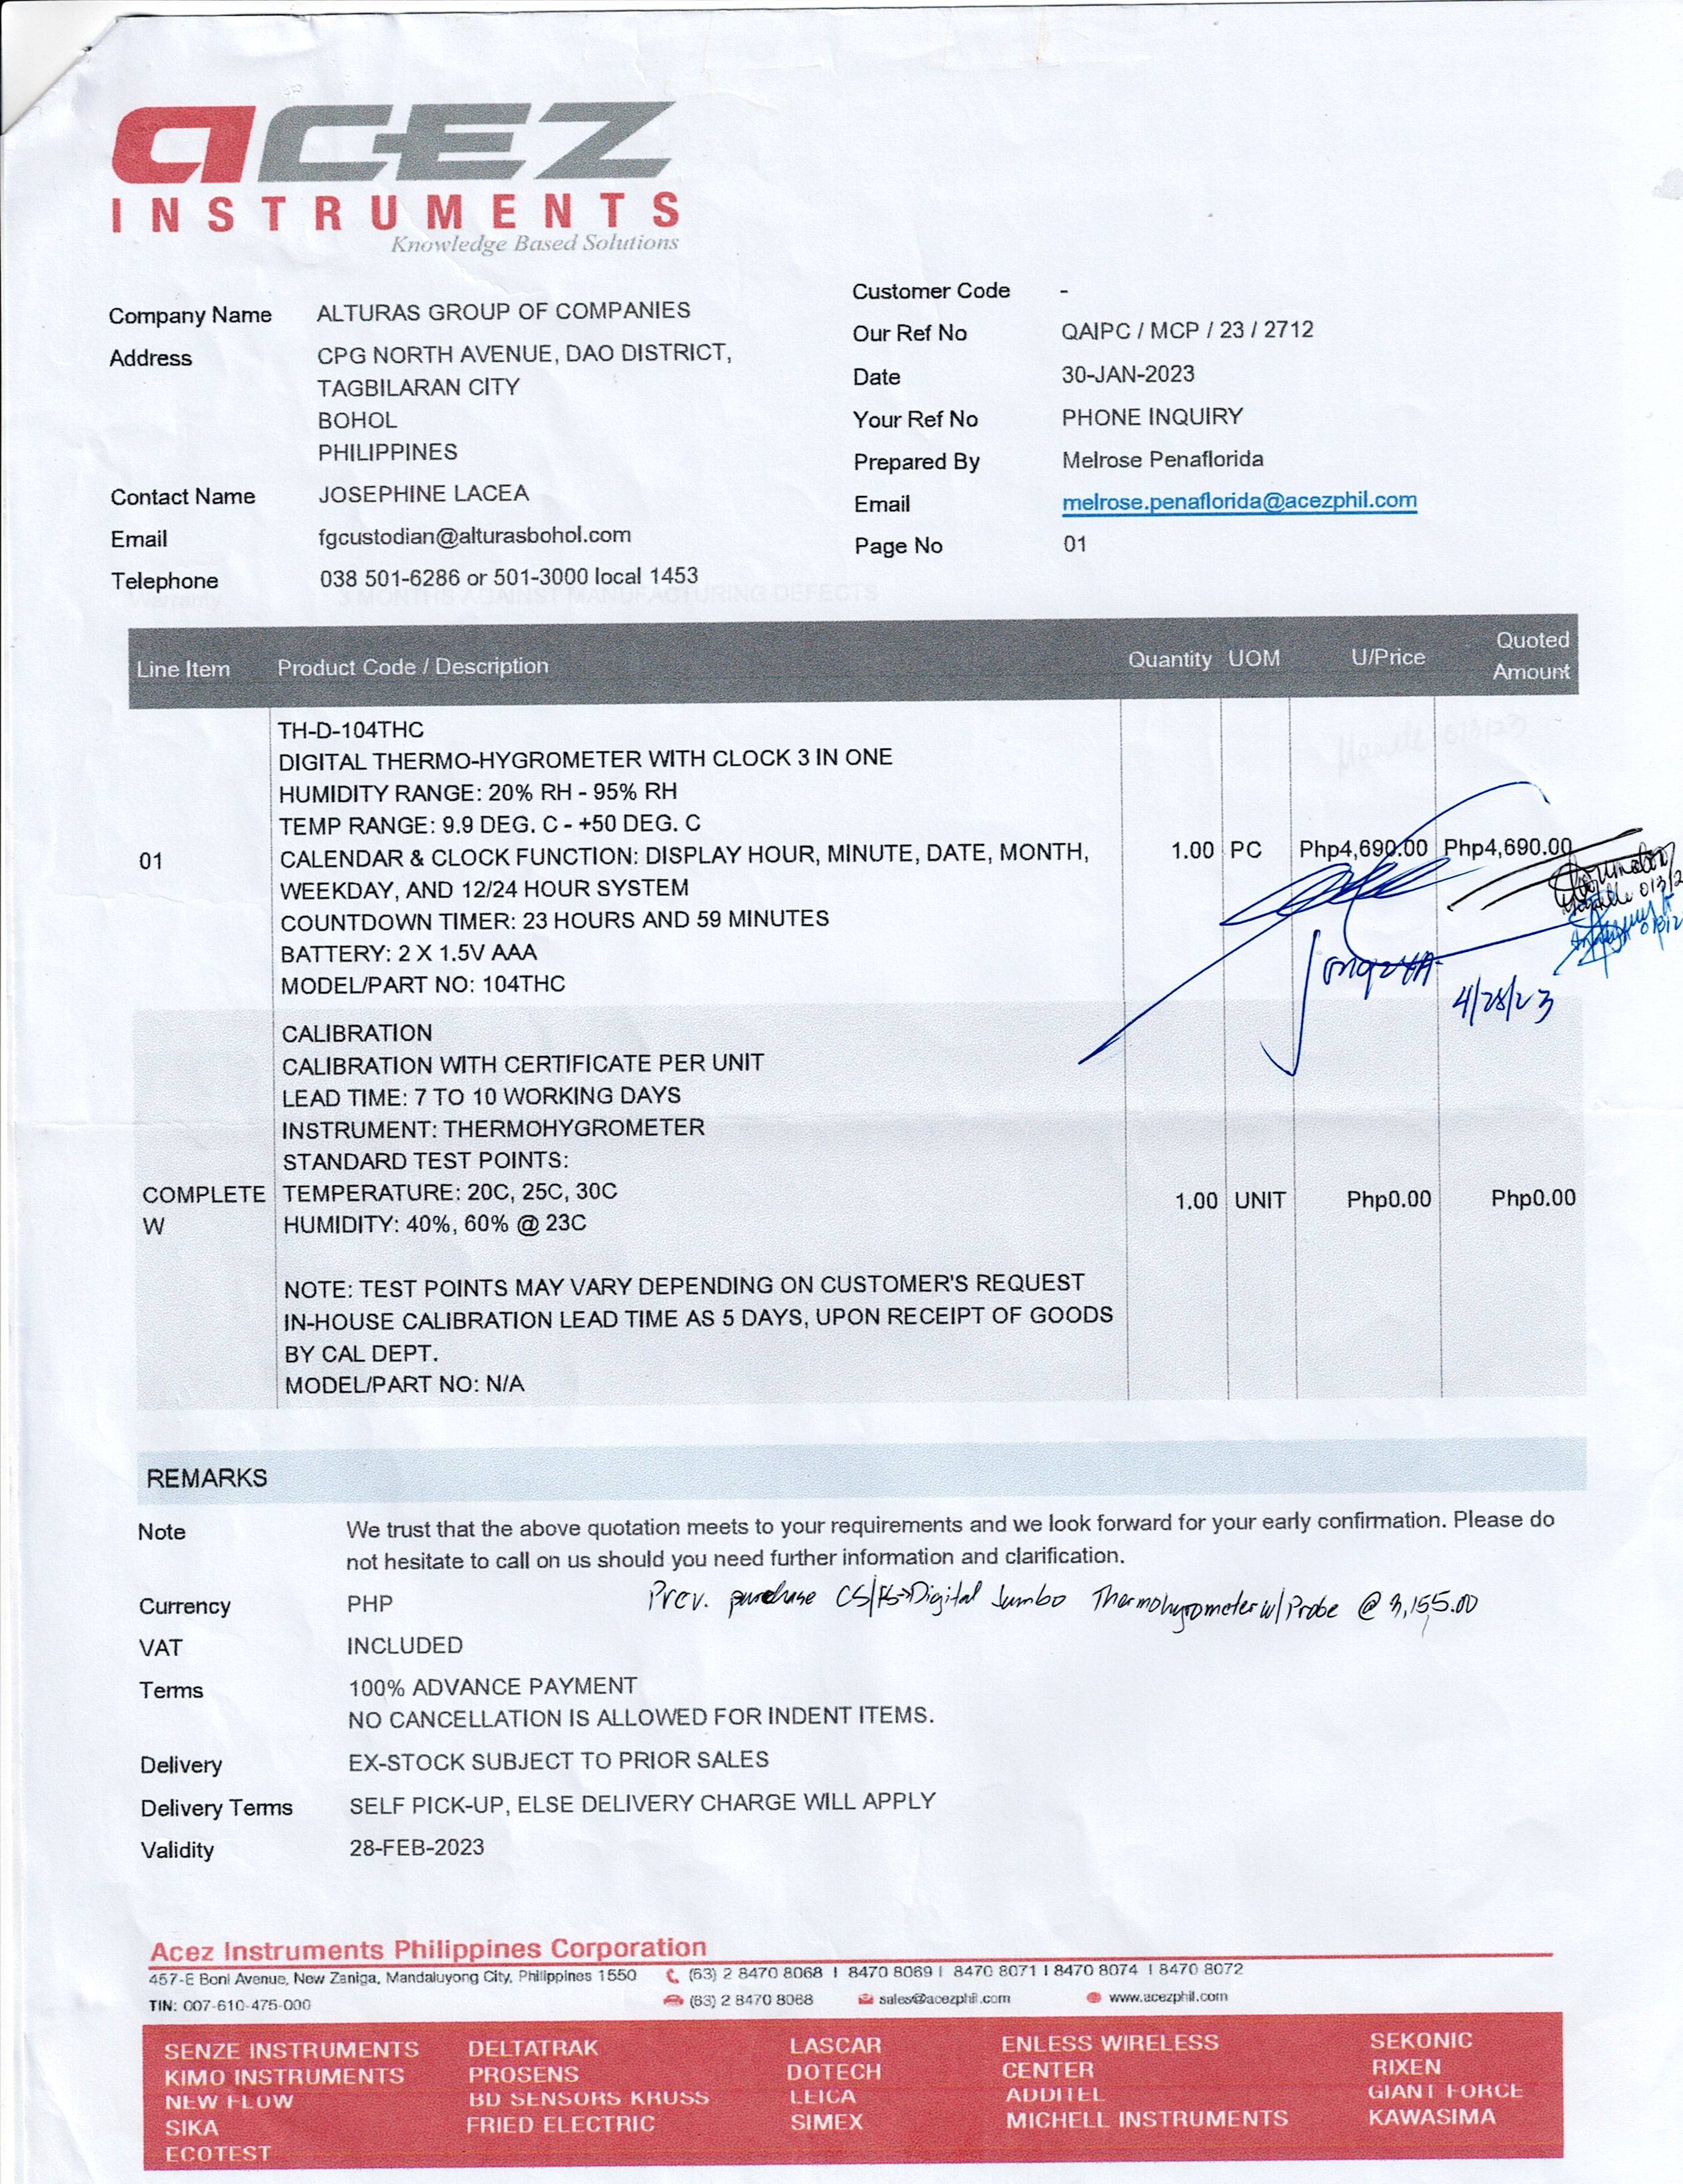 acez
INSTRUMENTS
Knowledge Based Solutions
Company Name ALTURAS GROUP OF COMPANIES
Address CPG NORTH AVENUE, DAO DISTRICT,
TAGBILARAN CITY
BOHOL
PHILIPPINES
Contact Name JOSEPHINE LACEA
Email fgcustodian@alturasbohol.com
Telephone 038 501-6286 or 501-3000 local 1453
Customer Code -
Our Ref No QAIPC / MCP / 23 / 2712
Date 30-JAN-2023
Your Ref No PHONE INQUIRY
Prepared By Melrose Penaflorida
Email melrose.penaflorida@acezphil.com
Page No 01
3 MONTHS AGAINST MANUFACTURING DEFECTS
Line Item Product Code / Description Quantity UOM U/Price Quoted Amount
TH-D-104THC
DIGITAL THERMO-HYGROMETER WITH CLOCK 3 IN ONE
HUMIDITY RANGE: 20% RH - 95% RH
TEMP RANGE: 9.9 DEG. C - +50 DEG. C
01 CALENDAR & CLOCK FUNCTION: DISPLAY HOUR, MINUTE, DATE, MONTH, 1.00 PC Php4,690.00 Php4,690.00
WEEKDAY, AND 12/24 HOUR SYSTEM
COUNTDOWN TIMER: 23 HOURS AND 59 MINUTES
BATTERY: 2 X 1.5V AAA
MODEL/PART NO: 104THC
4/28/23
CALIBRATION
CALIBRATION WITH CERTIFICATE PER UNIT
LEAD TIME: 7 TO 10 WORKING DAYS
INSTRUMENT: THERMOHYGROMETER
STANDARD TEST POINTS:
COMPLETE TEMPERATURE: 20C, 25C, 30C 1.00 UNIT Php0.00 Php0.00
W HUMIDITY: 40%, 60% @ 23C
NOTE: TEST POINTS MAY VARY DEPENDING ON CUSTOMER'S REQUEST
IN-HOUSE CALIBRATION LEAD TIME AS 5 DAYS, UPON RECEIPT OF GOODS
BY CAL DEPT.
MODEL/PART NO: N/A
REMARKS
Note We trust that the above quotation meets to your requirements and we look forward for your early confirmation. Please do
not hesitate to call on us should you need further information and clarification.
Currency PHP
Prev. purchase CS/FS→Digital Jumbo Thermohygrometer w/ Probe @ 3,155.00
VAT INCLUDED
Terms 100% ADVANCE PAYMENT
NO CANCELLATION IS ALLOWED FOR INDENT ITEMS.
Delivery EX-STOCK SUBJECT TO PRIOR SALES
Delivery Terms SELF PICK-UP, ELSE DELIVERY CHARGE WILL APPLY
Validity 28-FEB-2023
Acez Instruments Philippines Corporation
457-E Boni Avenue, New Zaniga, Mandaluyong City, Philippines 1550 (63) 2 8470 8068 I 8470 8069 I 8470 8071 I 8470 8074 I 8470 8072
TIN: 007-610-475-000 (63) 2 8470 8068 sales@acezphil.com www.acezphil.com
SENZE INSTRUMENTS DELTATRAK LASCAR ENLESS WIRELESS SEKONIC
KIMO INSTRUMENTS PROSENS DOTECH CENTER RIXEN
NEW FLOW BD SENSORS KRUSS LEICA ADDITEL GIANT FORCE
SIKA FRIED ELECTRIC SIMEX MICHELL INSTRUMENTS KAWASIMA
ECOTEST